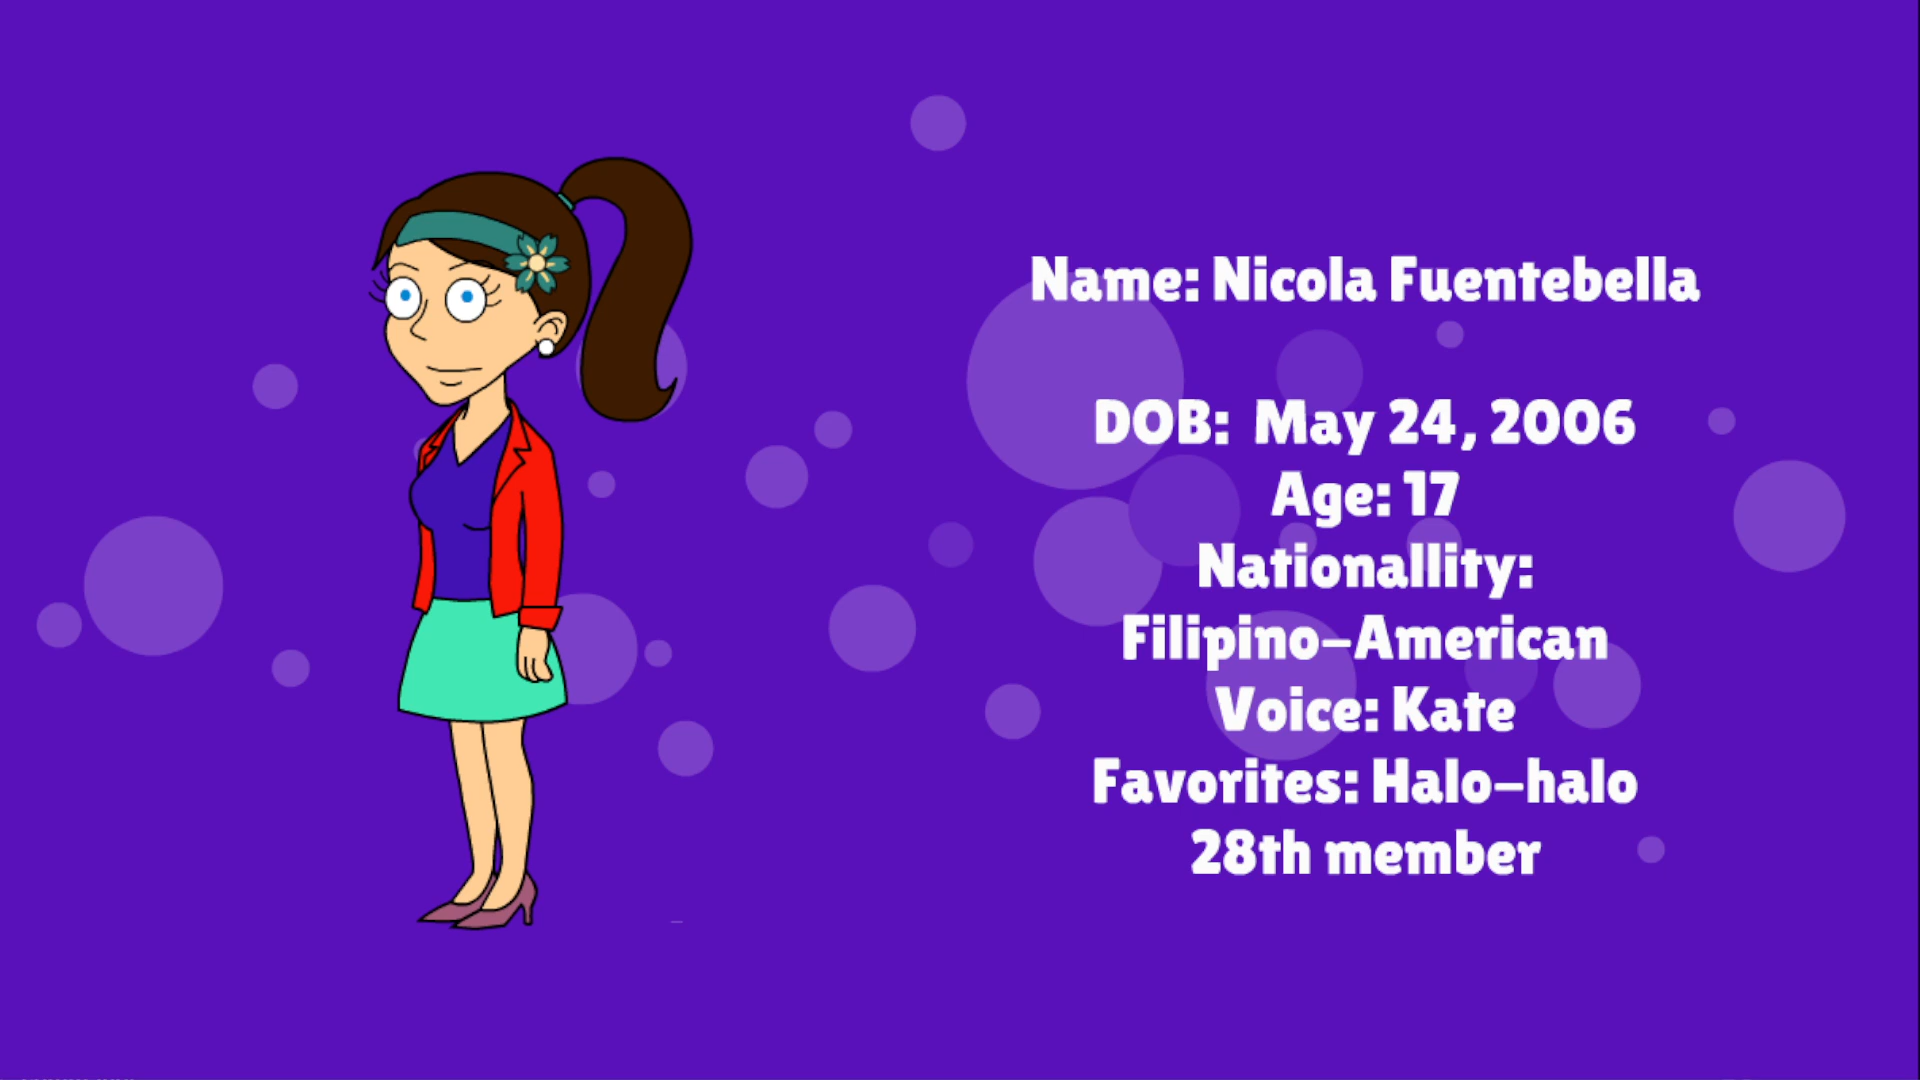 Name: Nicola Fuentebella
DOB: May 24, 2006
Age: 17
Nationallity:
Filipino-American
Voice: Kate
Favorites: Halo-halo
28th member